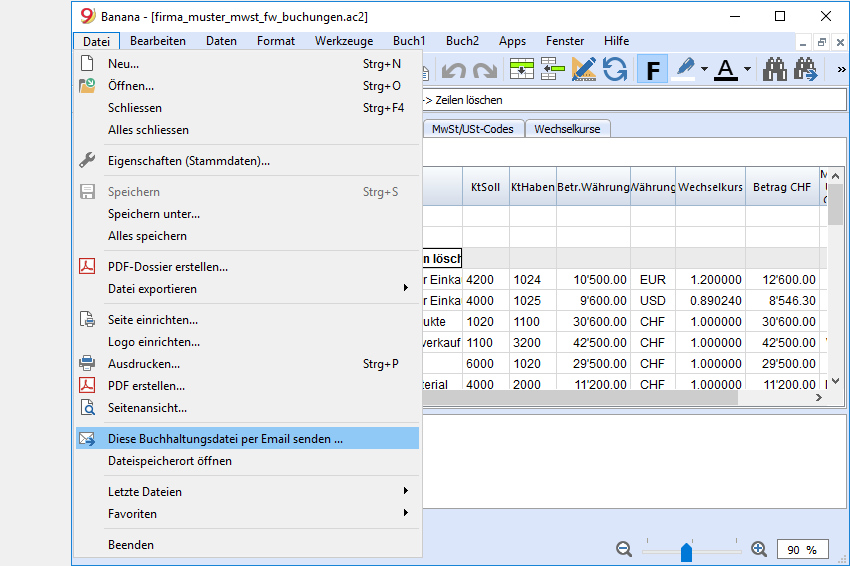 Banana - [firma_muster_mwst_fw_buchungen.ac2]
Datei Bearbeiten Daten Format Werkzeuge Buch1 Buch2 Apps Fenster Hilfe
Neu... Strg+N
Öffnen... Strg+O
Schliessen Strg+F4
Alles schliessen
Eigenschaften (Stammdaten)...
Speichern Strg+S
Speichern unter...
Alles speichern
PDF-Dossier erstellen...
Datei exportieren
Seite einrichten...
Logo einrichten...
Ausdrucken... Strg+P
PDF erstellen...
Seitenansicht...
Diese Buchhaltungsdatei per Email senden ...
Dateispeicherort öffnen
Letzte Dateien
Favoriten
Beenden
F A »
-> Zeilen löschen
MwSt/USt-Codes Wechselkurse
KtSoll KtHaben Betr.Währung Währung Wechselkurs Betrag CHF
n lösch
r Einka 4200 1024 10'500.00 EUR 1.200000 12'600.00
r Einka 4000 1025 9'600.00 USD 0.890240 8'546.30
ukte 1020 1100 30'600.00 CHF 1.000000 30'600.00
verkauf 1100 3200 42'500.00 CHF 1.000000 42'500.00
6000 1020 29'500.00 CHF 1.000000 29'500.00
terial 4000 2000 11'200.00 CHF 1.000000 11'200.00
90 %